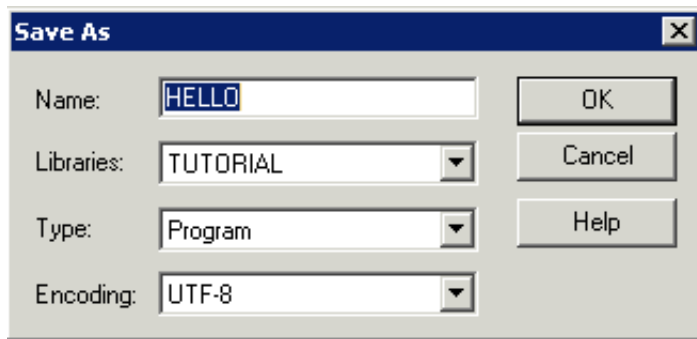 Save As
Name: HELLO OK
Libraries: TUTORIAL Cancel
Type: Program Help
Encoding: UTF-8